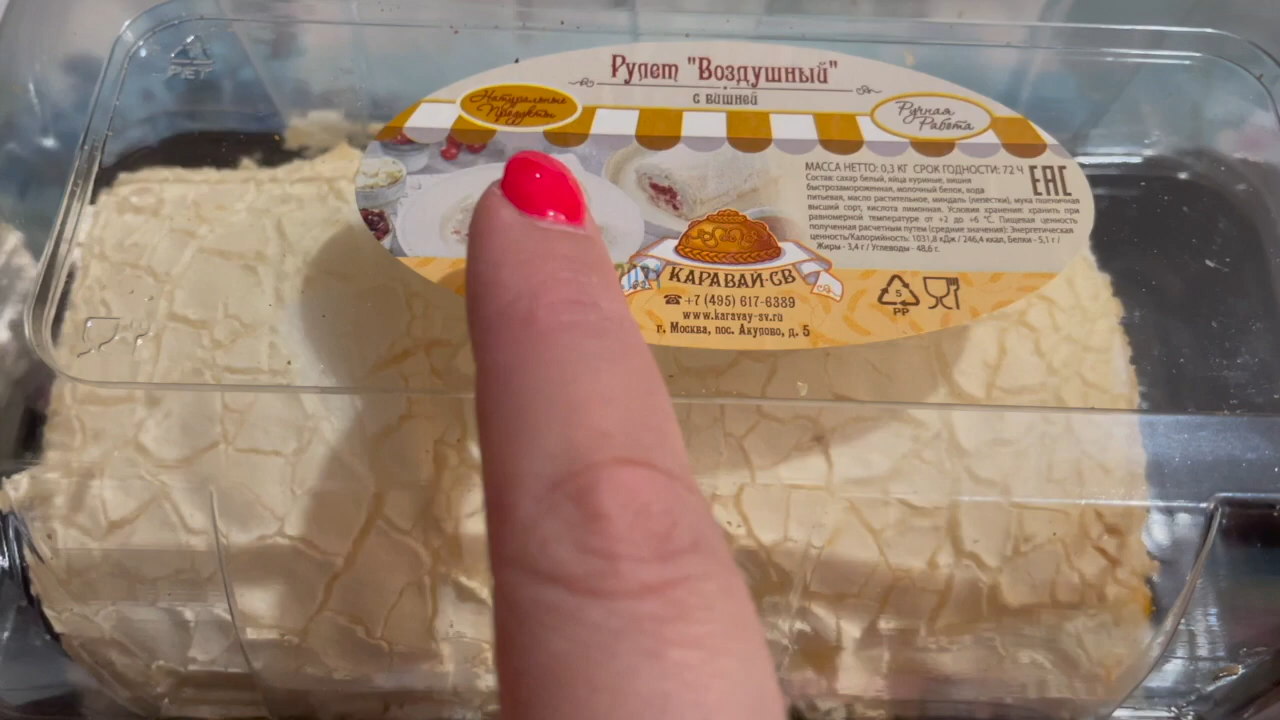 PET
Рулет "Воздушный"
с вишней
Натуральные
Продукты
Ручная
Работа
МАССА НЕТТО: 0,3 КГ СРОК ГОДНОСТИ: 72 Ч
Состав: сахар белый, яйца куриные, вишня
быстрозамороженная, молочный белок, вода
питьевая, масло растительное, миндаль (лепестки), мука пшеничная
высший сорт, кислота лимонная. Условия хранения: хранить при
равномерной температуре от +2 до +6 °С. Пищевая ценность
полученная расчетным путем (средние значения): Энергетическая
ценность/Калорийность: 1031,8 кДж / 246,4 ккал, Белки - 5,1 г /
Жиры - 3,4 г / Углеводы - 48,6 г.
ЕАС
КАРАВАЙ-СВ
+7 (495) 617-6389
www.karavay-sv.ru
г. Москва, пос. Акулово, д. 5
5
PP